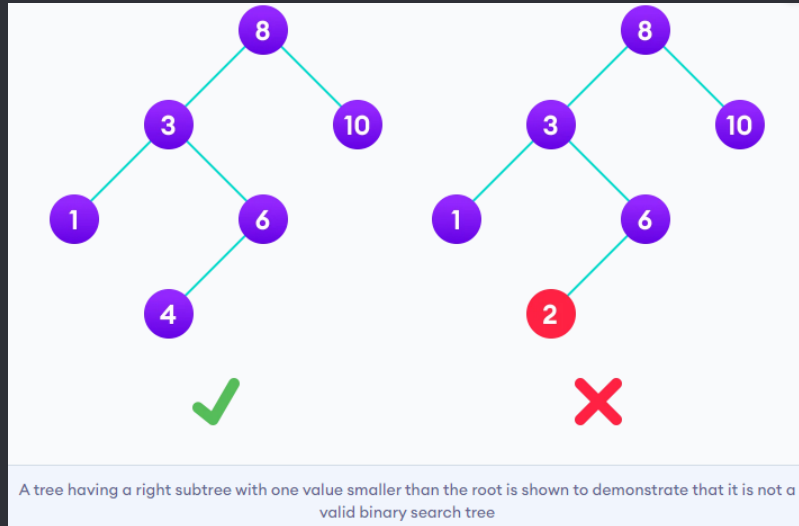 8 8
3 10 3 10
1 6 1 6
4 2
A tree having a right subtree with one value smaller than the root is shown to demonstrate that it is not a
valid binary search tree